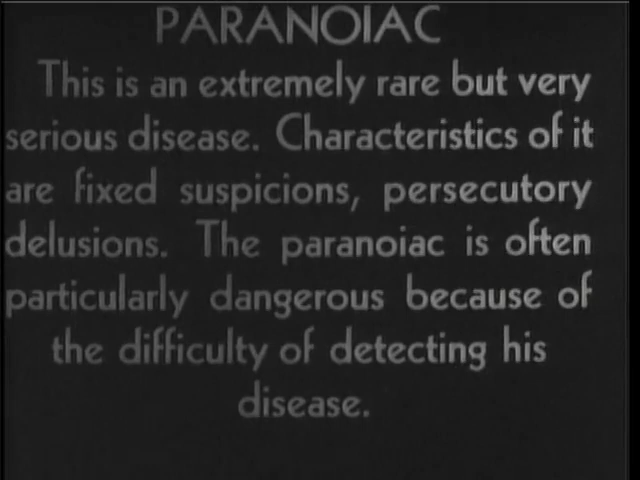 PARANOIAC
This is an extremely rare but very
serious disease. Characteristics of it
are fixed suspicions, persecutory
delusions. The paranoiac is often
particularly dangerous because of
the difficulty of detecting his
disease.